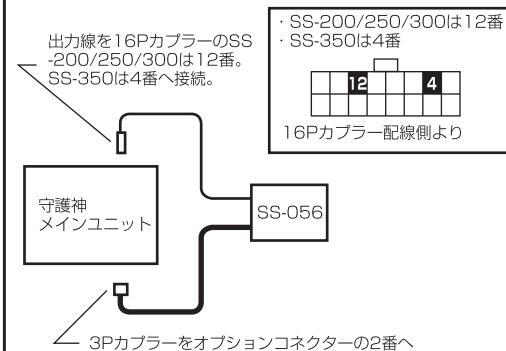 出力線を16PカプラーのSS
-200/250/300は12番。
SS-350は4番へ接続。
・SS-200/250/300は12番
・SS-350は4番
12
4
16Pカプラー配線側より
守護神
メインユニット
SS-056
3Pカプラーをオプションコネクターの2番へ